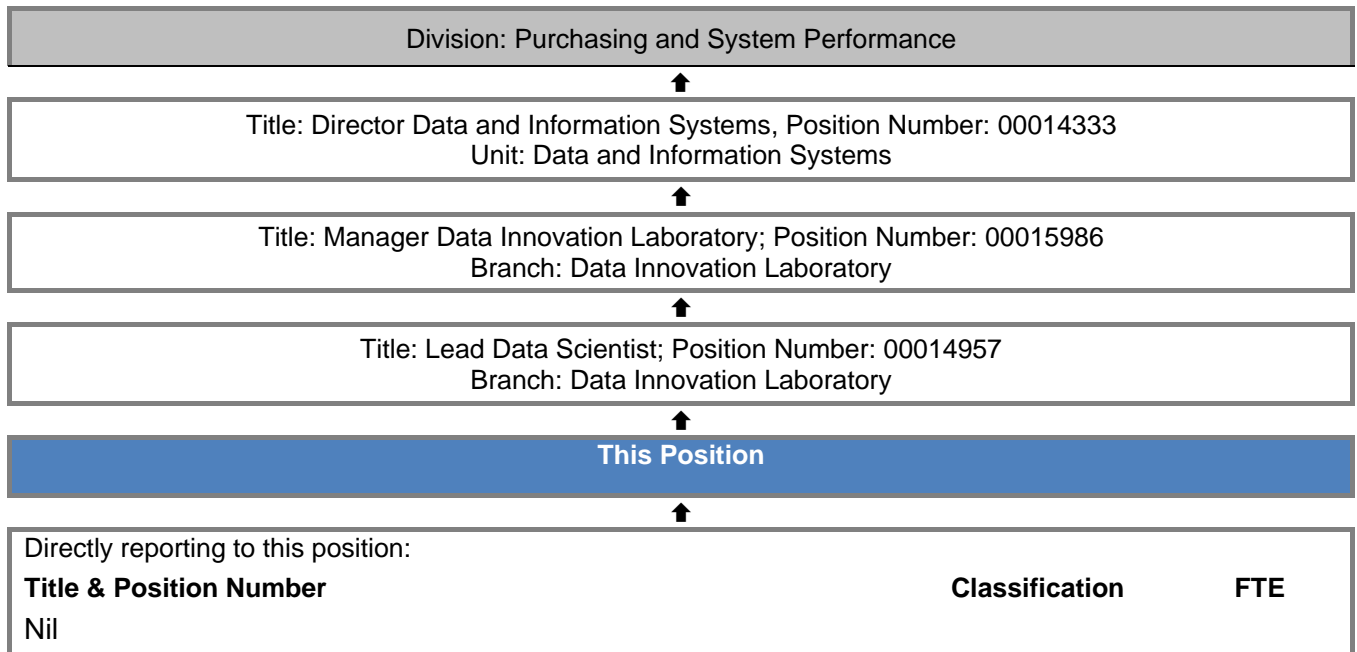 Division: Purchasing and System Performance
Title: Director Data and Information Systems, Position Number: 00014333
Unit: Data and Information Systems
Title: Manager Data Innovation Laboratory; Position Number: 00015986
Branch: Data Innovation Laboratory
Title: Lead Data Scientist; Position Number: 00014957
Branch: Data Innovation Laboratory
This Position
Directly reporting to this position:
Title & Position Number Classification FTE
Nil